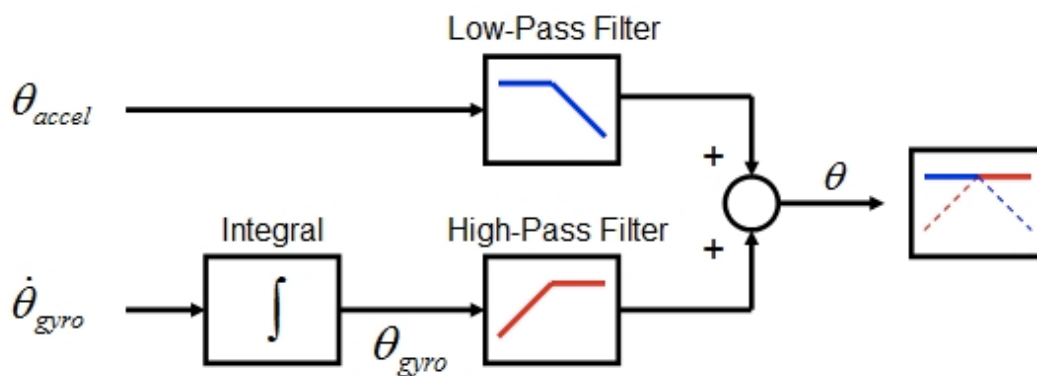 Low-Pass Filter
θaccel
+
θ
Integral
High-Pass Filter
+
θ̇gyro
∫
θgyro